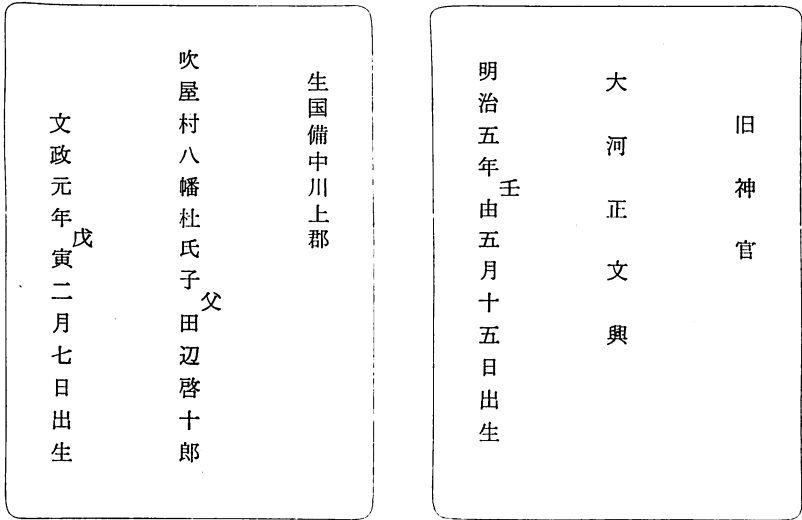 旧神官
大河正文興
明治五年壬由五月十五日出生
生国備中川上郡
吹屋村八幡杜氏子父田辺啓十郎
文政元年戊寅二月七日出生